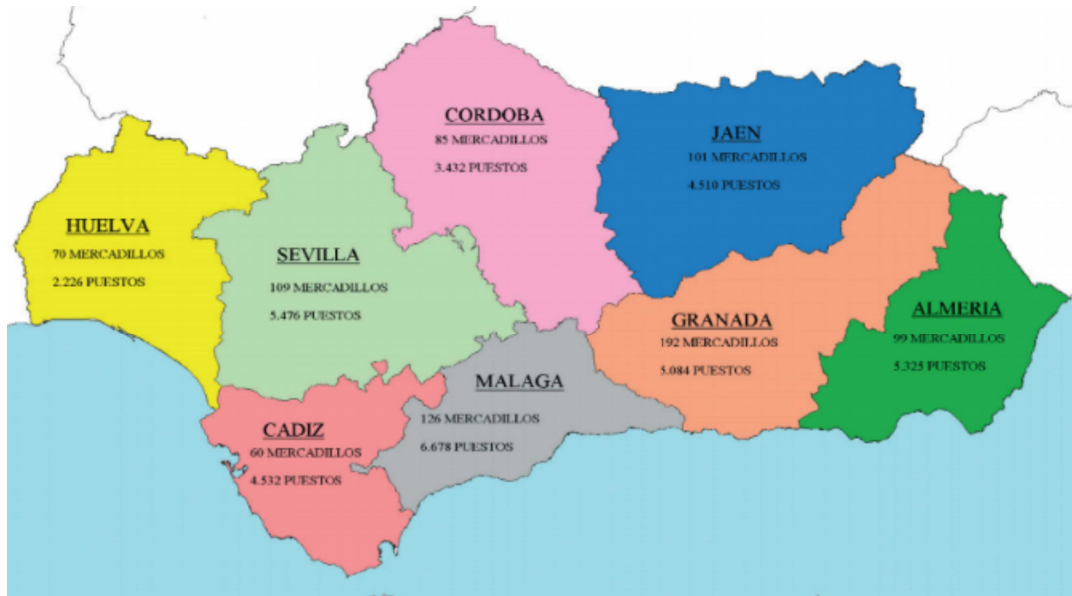 CORDOBA
85 MERCADILLOS
3.432 PUESTOS
JAEN
101 MERCADILLOS
4.510 PUESTOS
HUELVA
70 MERCADILLOS
2.226 PUESTOS
SEVILLA
109 MERCADILLOS
5.476 PUESTOS
GRANADA
192 MERCADILLOS
5.084 PUESTOS
ALMERIA
99 MERCADILLOS
5.325 PUESTOS
MALAGA
126 MERCADILLOS
6.678 PUESTOS
CADIZ
60 MERCADILLOS
4.532 PUESTOS